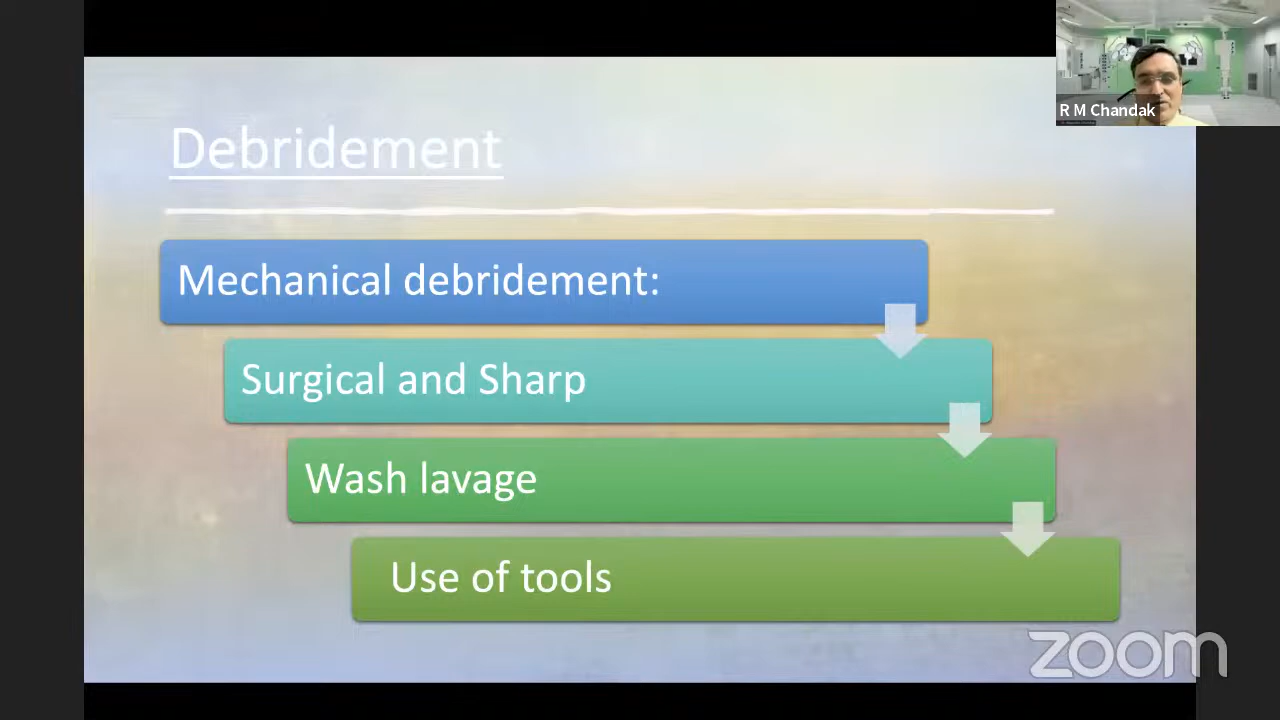 R M Chandak
Debridement
Mechanical debridement:
Surgical and Sharp
Wash lavage
Use of tools
zoom